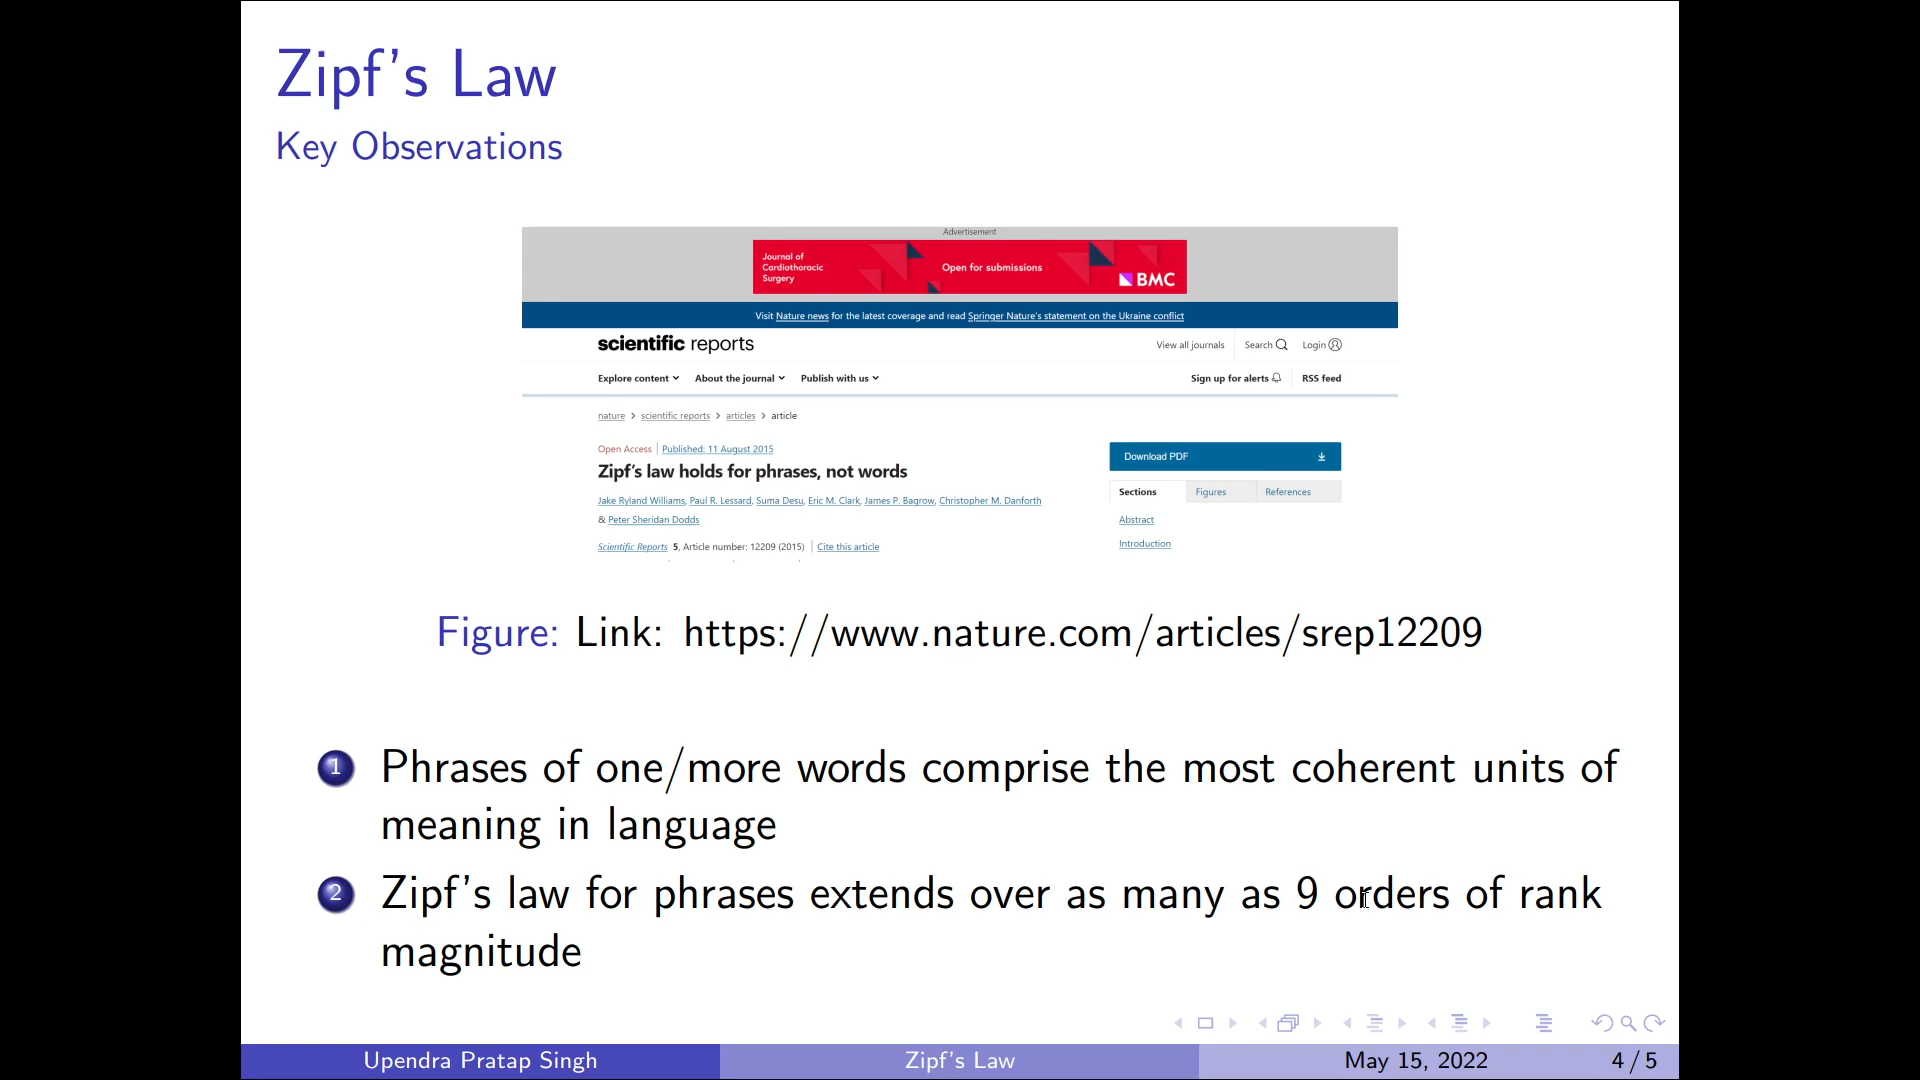 Zipf's Law
Key Observations
Advertisement
Journal of
Cardiothoracic
Surgery
Open for submissions
BMC
Visit Nature news for the latest coverage and read Springer Nature's statement on the Ukraine conflict
scientific reports
View all journals Search Login
Explore content About the journal Publish with us
Sign up for alerts RSS feed
nature > scientific reports > articles > article
Open Access | Published: 11 August 2015
Zipf's law holds for phrases, not words
Jake Ryland Williams, Paul R. Lessard, Suma Desu, Eric M. Clark, James P. Bagrow, Christopher M. Danforth
& Peter Sheridan Dodds
Scientific Reports 5, Article number: 12209 (2015) | Cite this article
Download PDF
Sections Figures References
Abstract
Introduction
Figure: Link: https://www.nature.com/articles/srep12209
1 Phrases of one/more words comprise the most coherent units of
meaning in language
2 Zipf's law for phrases extends over as many as 9 orders of rank
magnitude
Upendra Pratap Singh Zipf's Law May 15, 2022 4 / 5